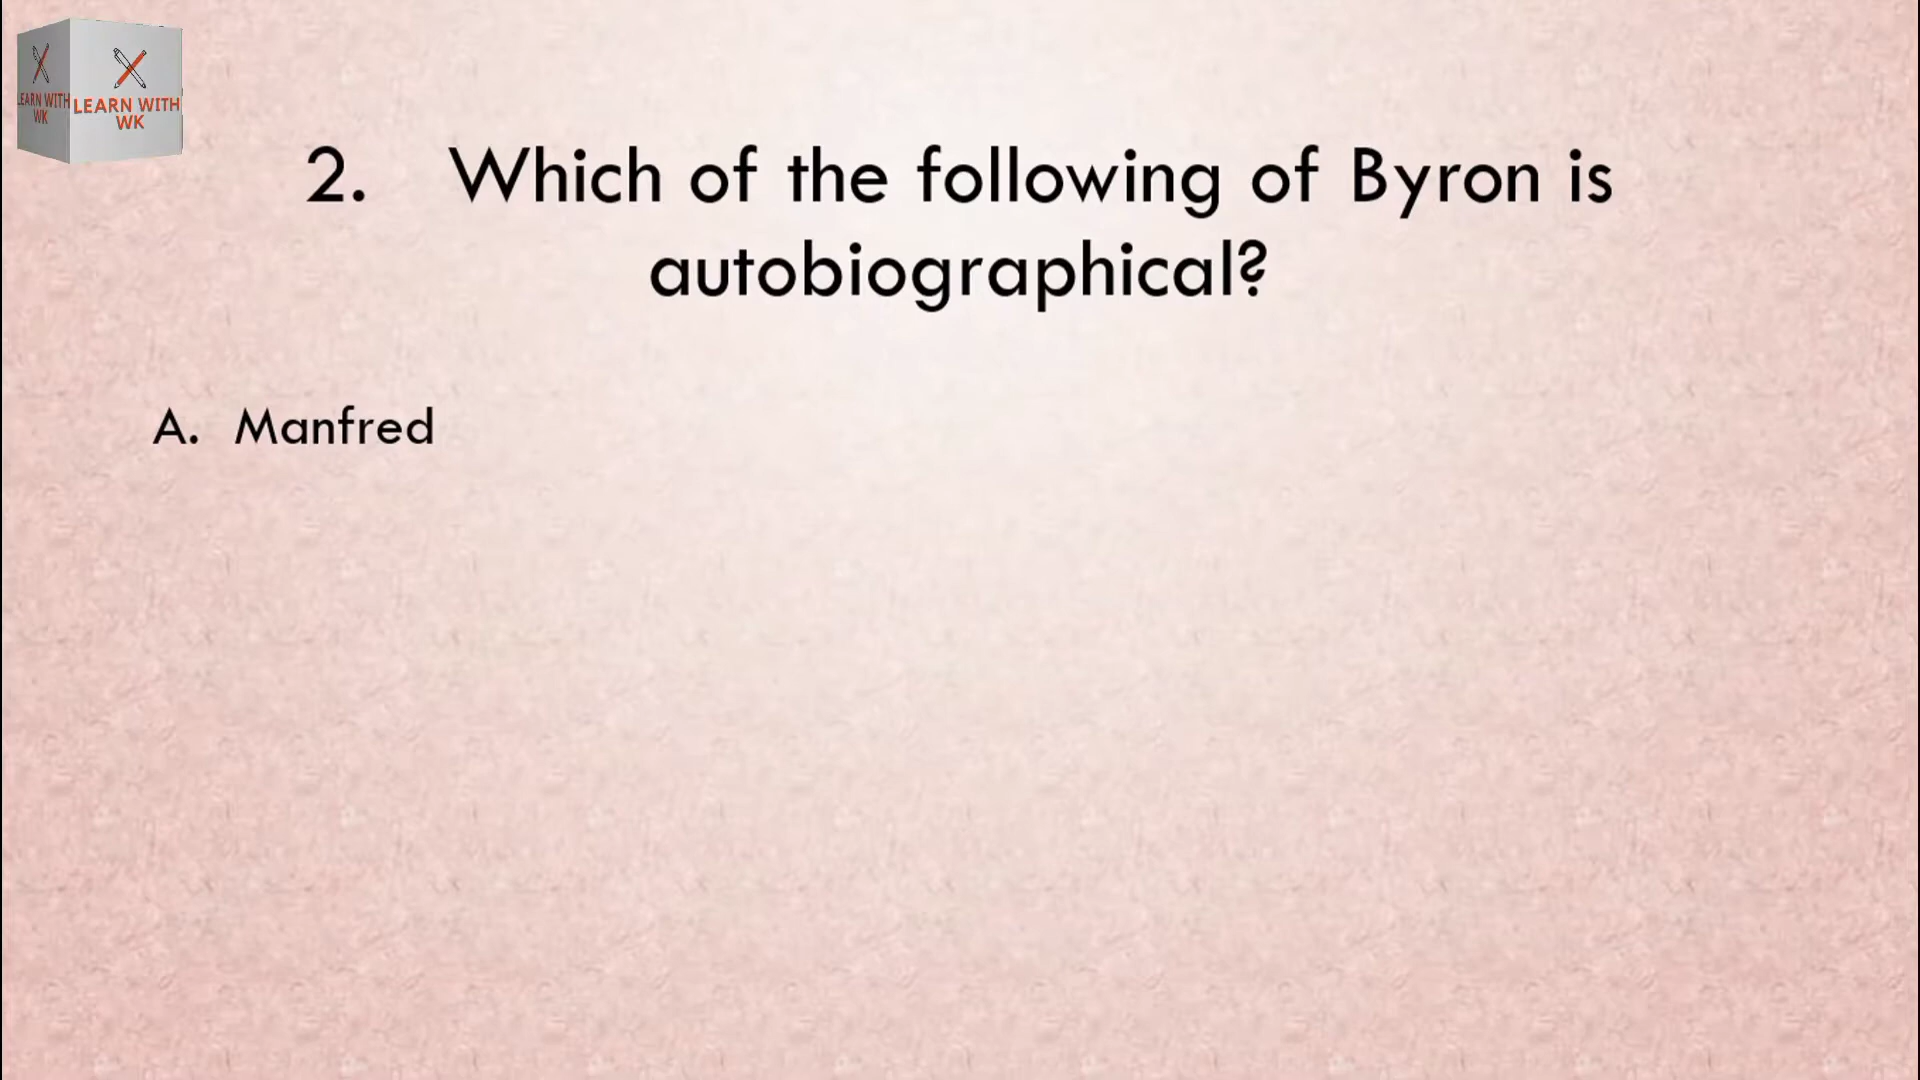 LEARN WITH
WK
LEARN WITH
WK
2. Which of the following of Byron is
autobiographical?
A. Manfred